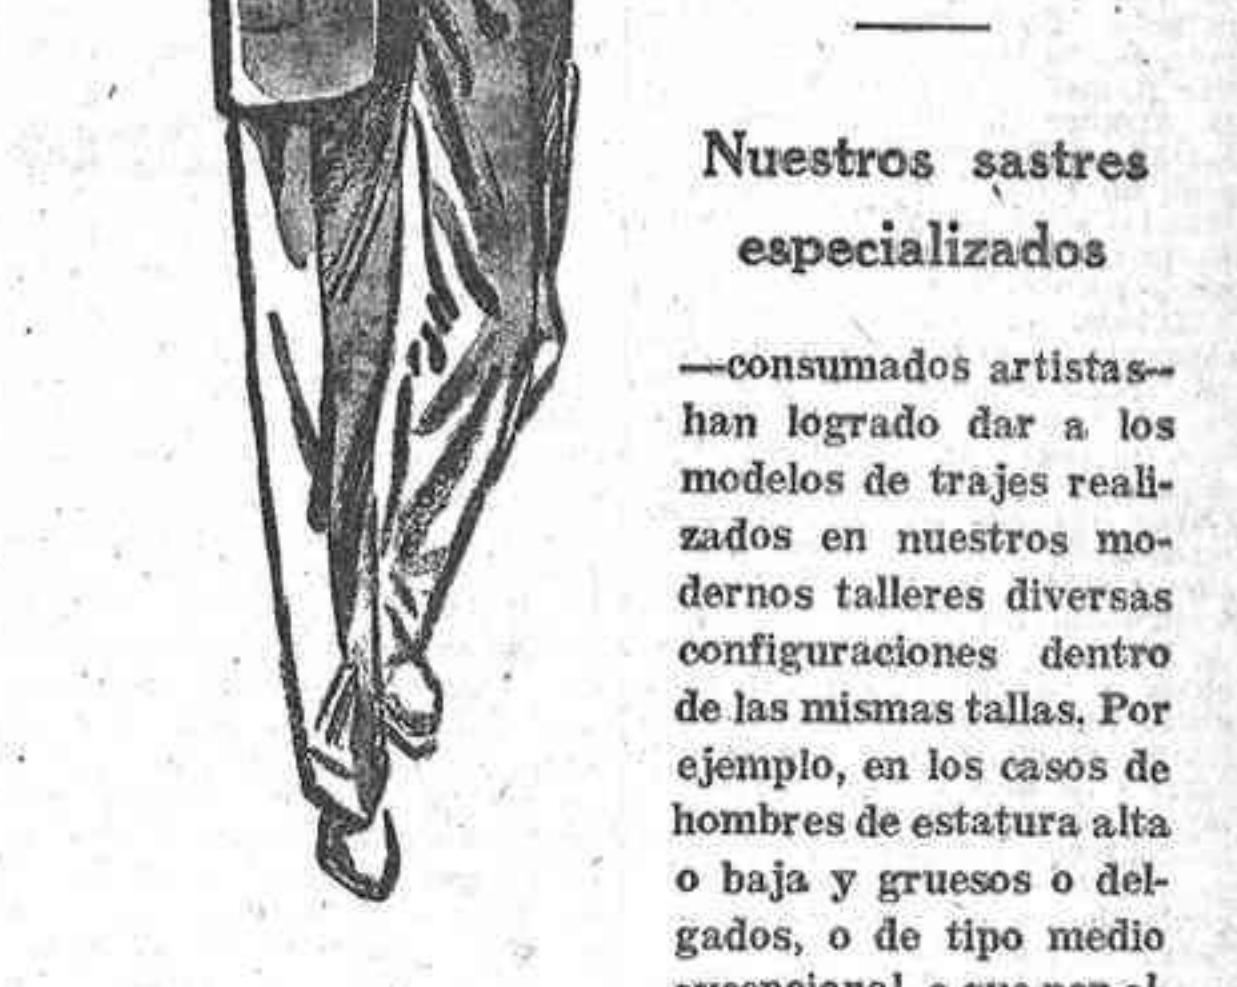 Nuestros sastres
especializados
—consumados artistas—
han logrado dar a los
modelos de trajes reali-
zados en nuestros mo-
dernos talleres diversas
configuraciones dentro
de las mismas tallas. Por
ejemplo, en los casos de
hombres de estatura alta
o baja y gruesos o del-
gados, o de tipo medio